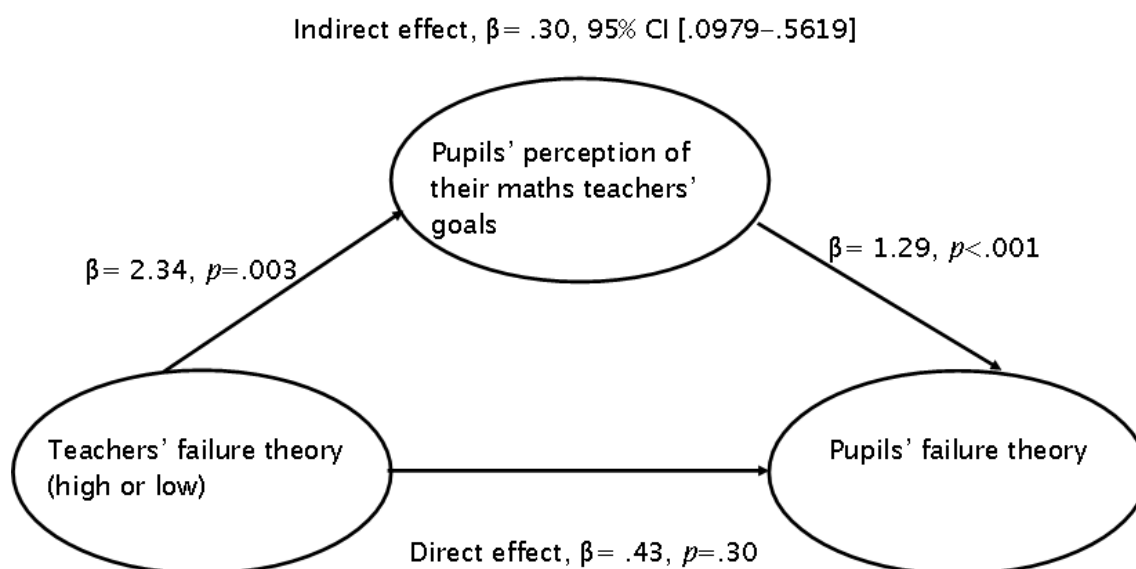 Indirect effect, β= .30, 95% CI [.0979–.5619]
Pupils’ perception of
their maths teachers’
goals
β= 2.34, p=.003
β= 1.29, p<.001
Teachers’ failure theory
(high or low)
Pupils’ failure theory
Direct effect, β= .43, p=.30